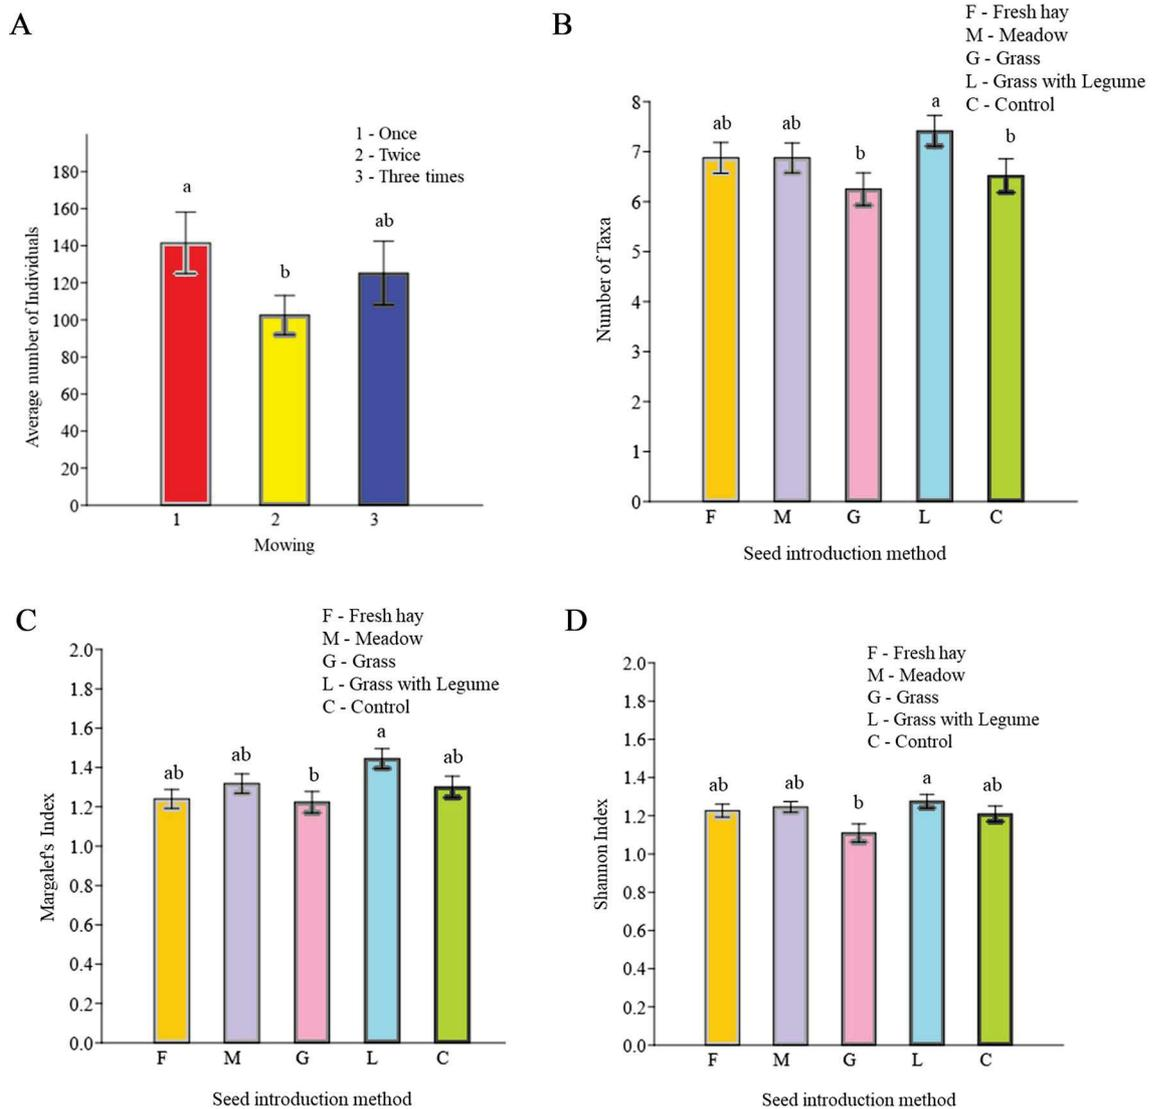 A
1 - Once
2 - Twice
3 - Three times
180
160
140
120
100
80
60
40
20
0
Average number of Individuals
a
b
ab
1 2 3
Mowing
B
F - Fresh hay
M - Meadow
G - Grass
L - Grass with Legume
C - Control
8
7
6
5
4
3
2
1
0
Number of Taxa
ab ab b a b
F M G L C
Seed introduction method
C
F - Fresh hay
M - Meadow
G - Grass
L - Grass with Legume
C - Control
2.0
1.8
1.6
1.4
1.2
1.0
0.8
0.6
0.4
0.2
0.0
Margalef's Index
ab ab b a ab
F M G L C
Seed introduction method
D
F - Fresh hay
M - Meadow
G - Grass
L - Grass with Legume
C - Control
2.0
1.8
1.6
1.4
1.2
1.0
0.8
0.6
0.4
0.2
0.0
Shannon Index
ab ab b a ab
F M G L C
Seed introduction method